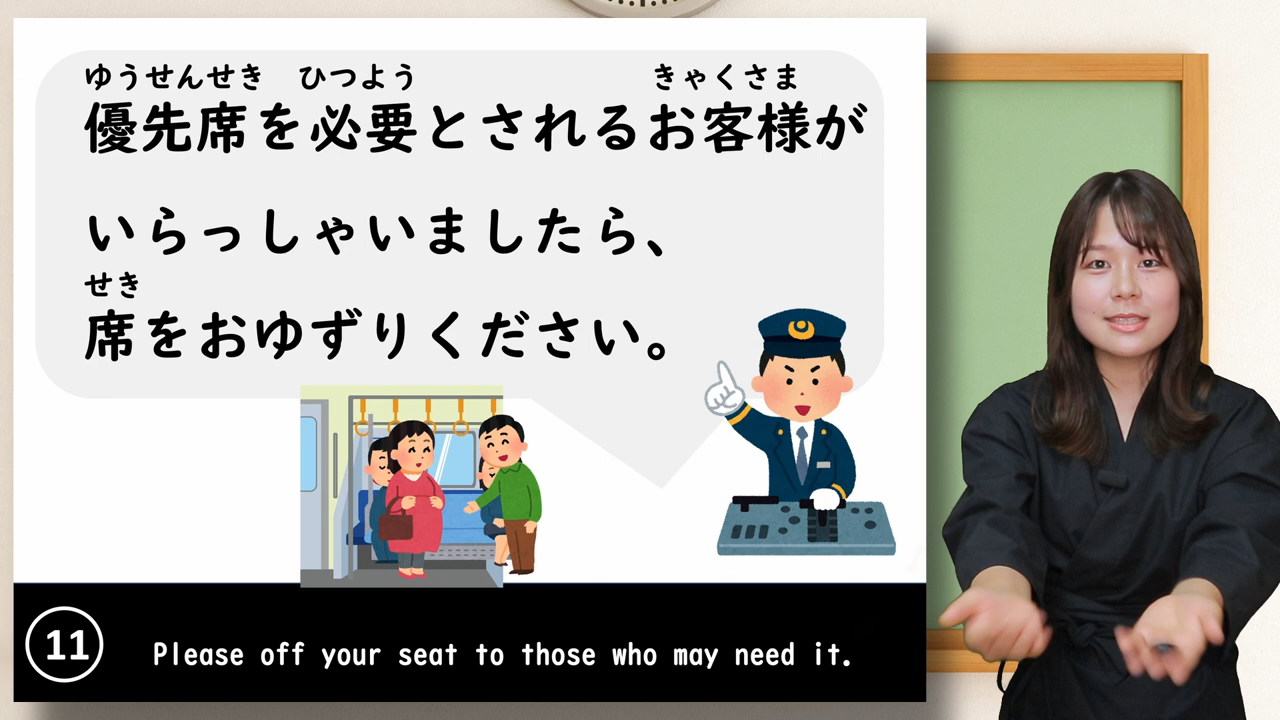 ゆうせんせき ひつよう きゃくさま
優先席を必要とされるお客様が
いらっしゃいましたら、
せき
席をおゆずりください。
11 Please off your seat to those who may need it.